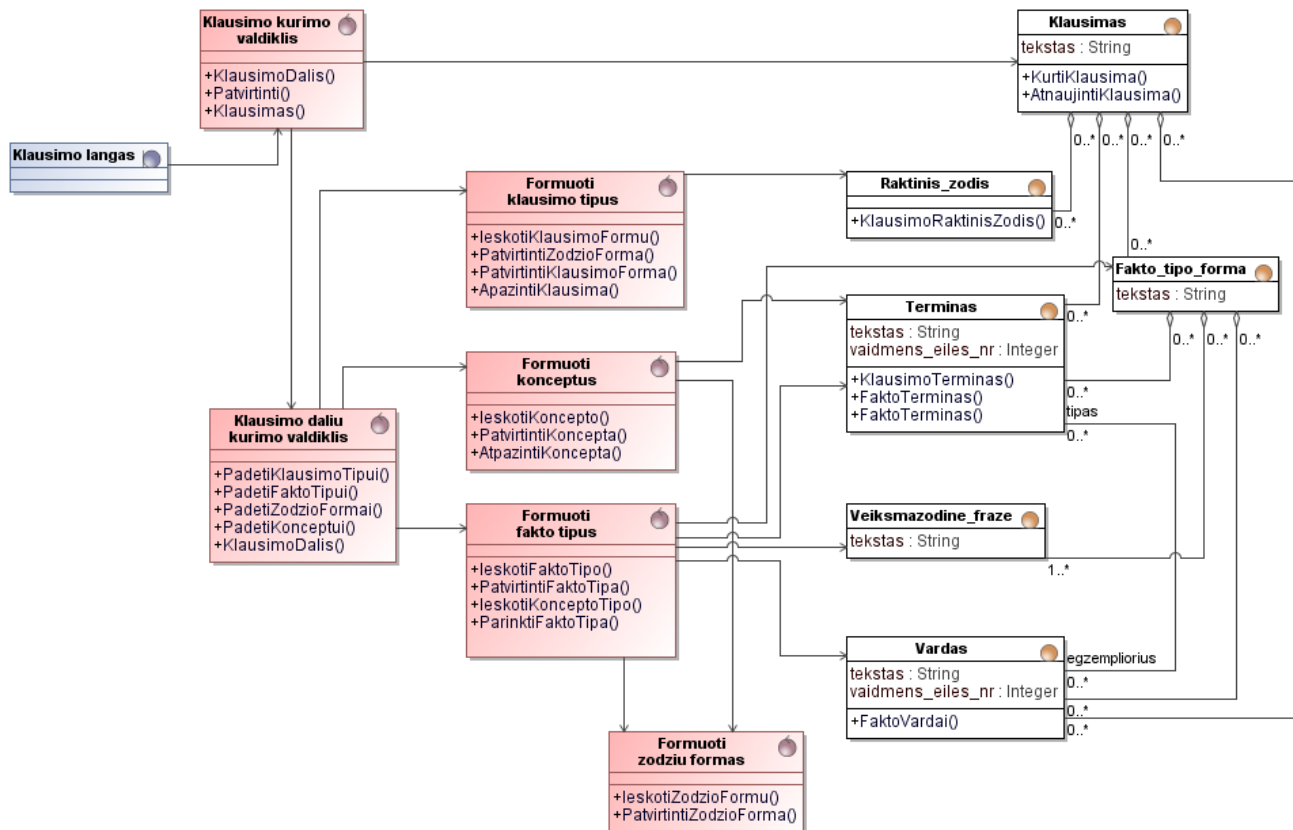 Klausimo kurimo
valdiklis
+KlausimoDalis()
+Patvirtinti()
+Klausimas()
Klausimas
tekstas : String
+KurtiKlausima()
+AtnaujintiKlausima()
0..*
0..*
0..*
0..*
Klausimo langas
Formuoti
klausimo tipus
+IeskotiKlausimoFormu()
+PatvirtintiZodzioForma()
+PatvirtintiKlausimoForma()
+ApazintiKlausima()
Raktinis_zodis
+KlausimoRaktinisZodis()
0..*
0..*
Fakto_tipo_forma
tekstas : String
0..*
0..*
0..*
Terminas
tekstas : String
vaidmens_eiles_nr : Integer
+KlausimoTerminas()
+FaktoTerminas()
+FaktoTerminas()
0..*
0..*
tipas
0..*
Formuoti
konceptus
+IeskotiKoncepto()
+PatvirtintiKoncepta()
+AtpazintiKoncepta()
Klausimo daliu
kurimo valdiklis
+PadetiKlausimoTipui()
+PadetiFaktoTipui()
+PadetiZodzioFormai()
+PadetiKonceptui()
+KlausimoDalis()
Formuoti
fakto tipus
+IeskotiFaktoTipo()
+PatvirtintiFaktoTipa()
+IeskotiKonceptoTipo()
+ParinktiFaktoTipa()
Veiksmazodine_fraze
tekstas : String
1..*
Vardas
tekstas : String
vaidmens_eiles_nr : Integer
+FaktoVardai()
egzempliorius
0..*
0..*
0..*
Formuoti
zodziu formas
+IeskotiZodzioFormu()
+PatvirtintiZodzioForma()